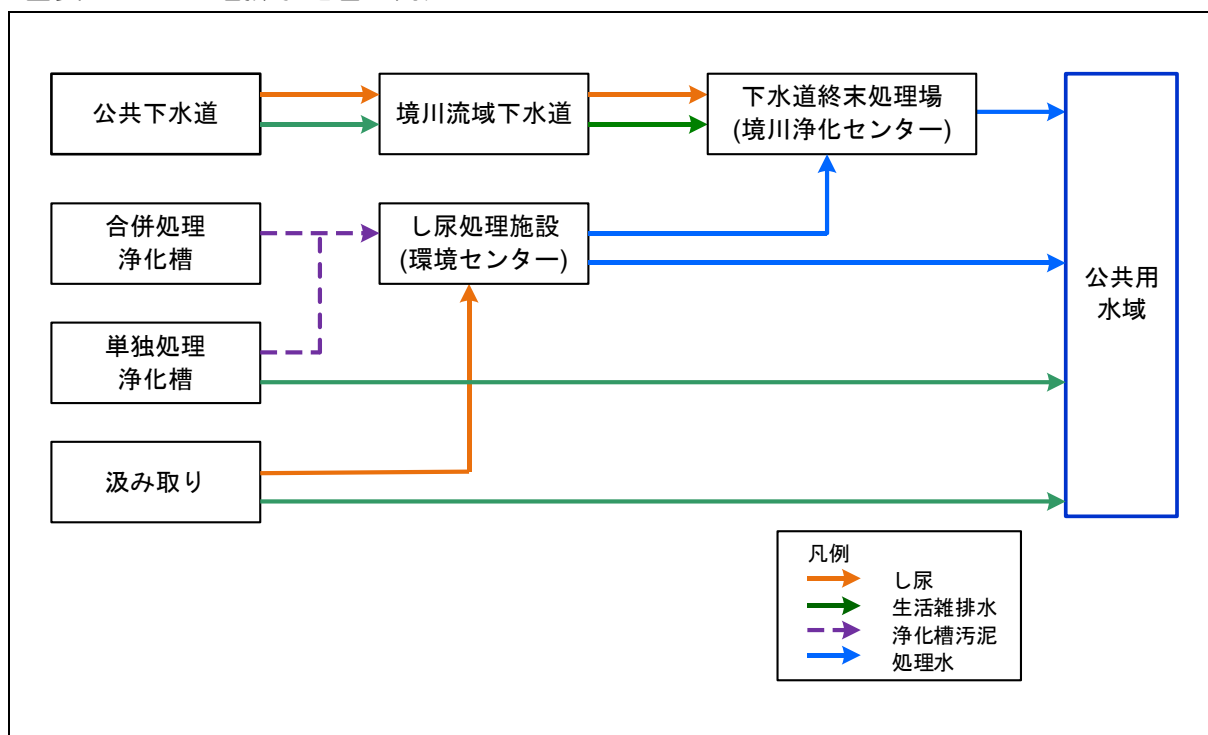 公共下水道
境川流域下水道
下水道終末処理場
(境川浄化センター)
合併処理
浄化槽
し尿処理施設
(環境センター)
公共用
水域
単独処理
浄化槽
汲み取り
凡例
し尿
生活雑排水
浄化槽汚泥
処理水